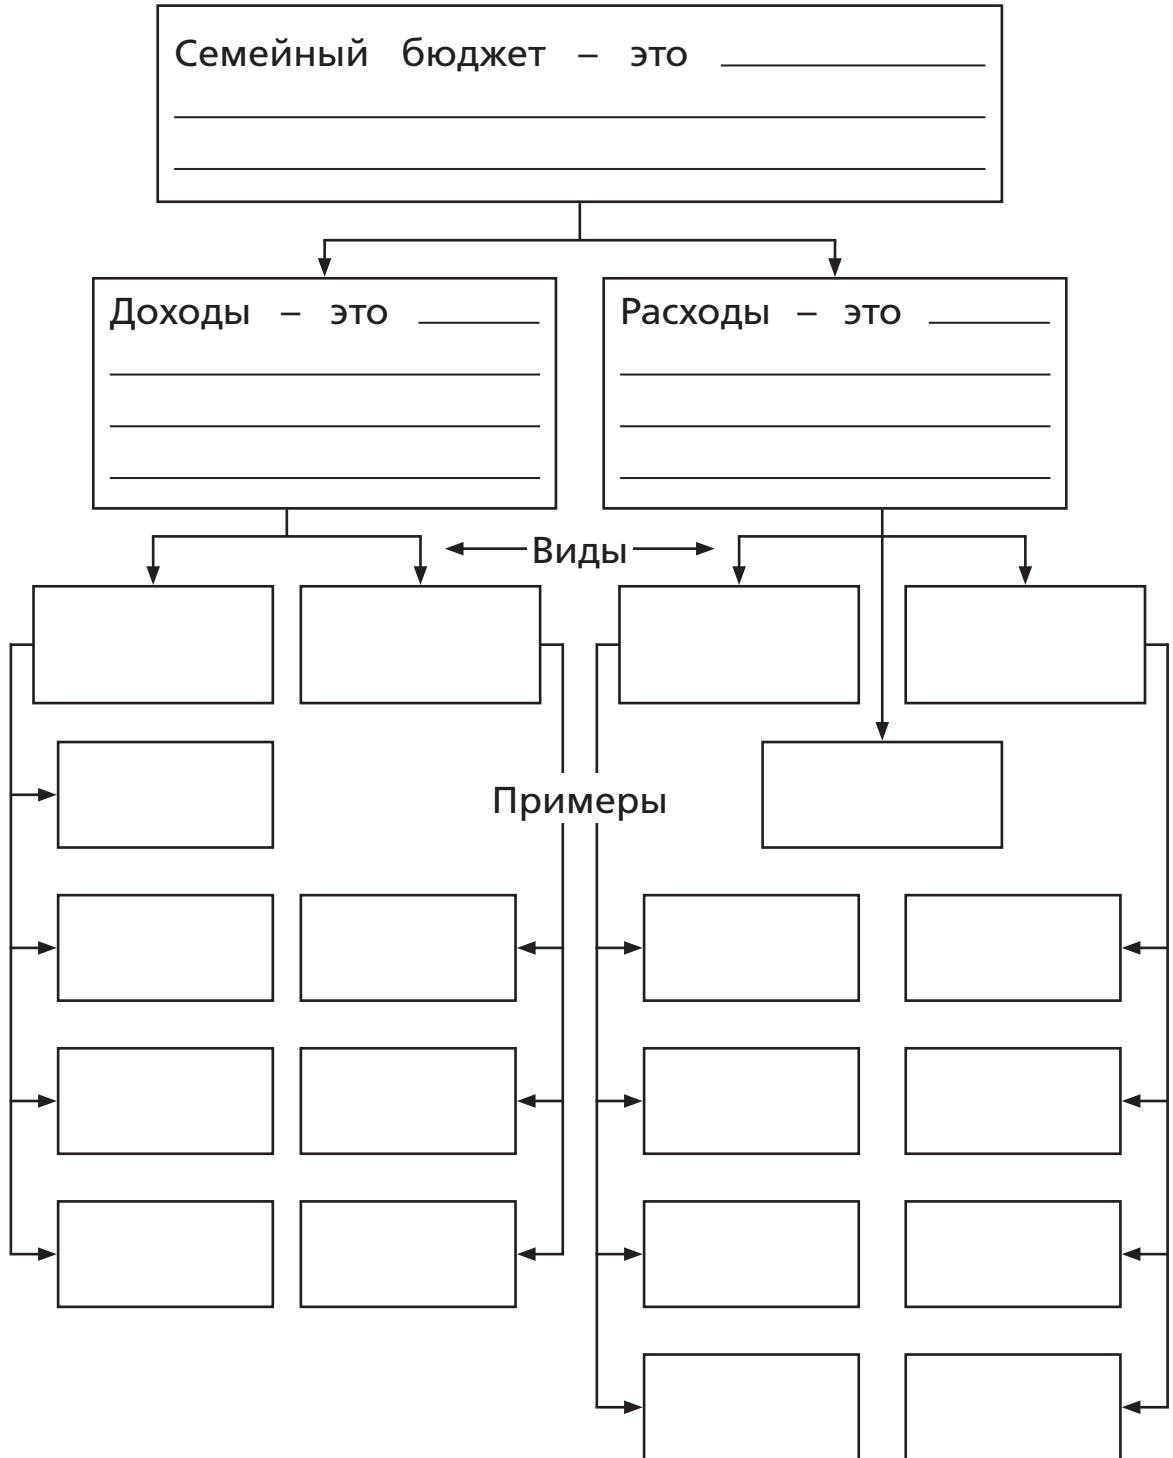 Семейный бюджет – это
Доходы – это
Расходы – это
Виды
Примеры